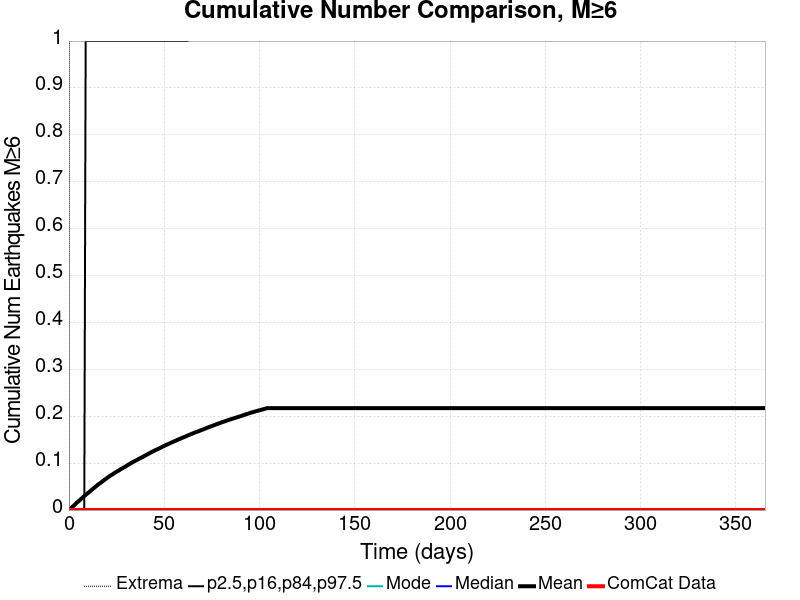 Cumulative Number Comparison, M≥6
Cumulative Num Earthquakes M≥6
1
0.9
0.8
0.7
0.6
0.5
0.4
0.3
0.2
0.1
0
0 50 100 150 200 250 300 350
Time (days)
Extrema p2.5,p16,p84,p97.5 Mode Median Mean ComCat Data